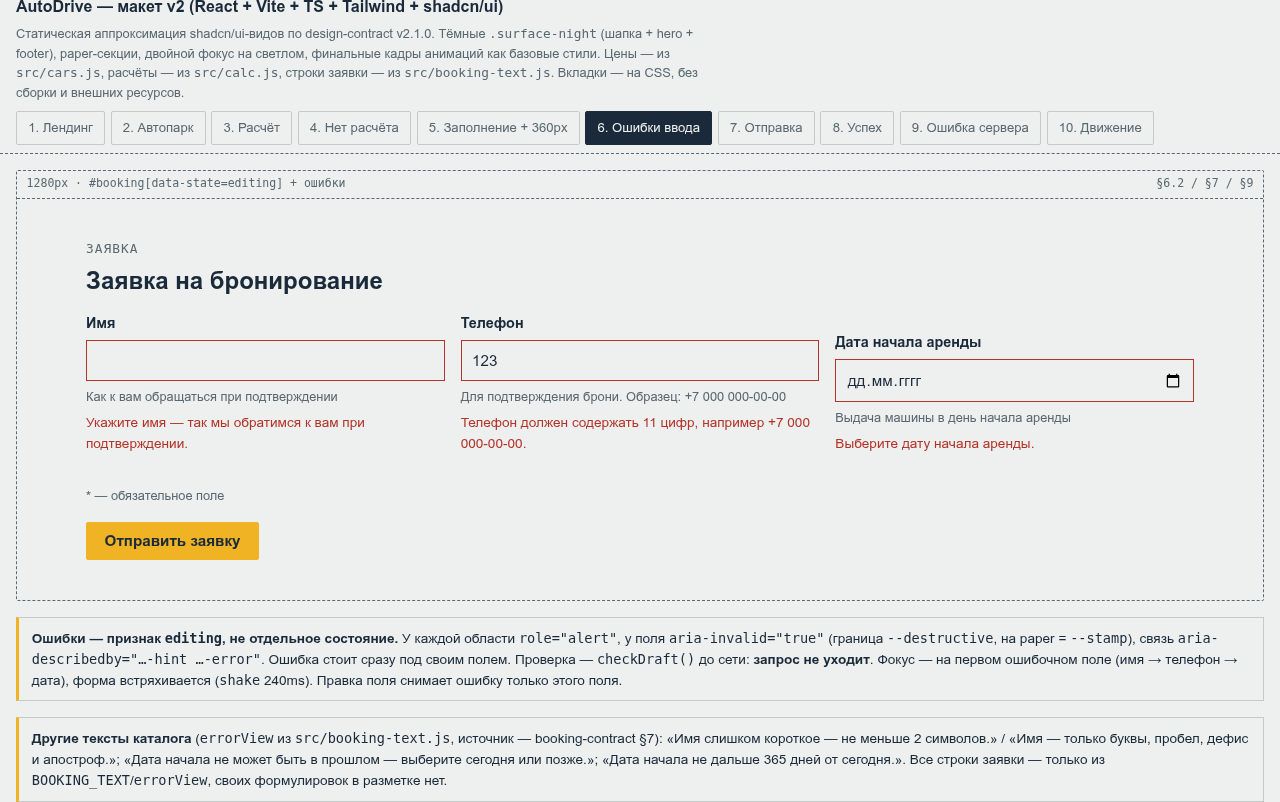 AutoDrive — макет v2 (React + Vite + TS + Tailwind + shadcn/ui)
Статическая аппроксимация shadcn/ui-видов по design-contract v2.1.0. Тёмные .surface-night (шапка + hero +
footer), paper-секции, двойной фокус на светлом, финальные кадры анимаций как базовые стили. Цены — из
src/cars.js, расчёты — из src/calc.js, строки заявки — из src/booking-text.js. Вкладки — на CSS, без
сборки и внешних ресурсов.
1. Лендинг
2. Автопарк
3. Расчёт
4. Нет расчёта
5. Заполнение + 360px
6. Ошибки ввода
7. Отправка
8. Успех
9. Ошибка сервера
10. Движение
1280px · #booking[data-state=editing] + ошибки
§6.2 / §7 / §9
ЗАЯВКА
Заявка на бронирование
Имя
Как к вам обращаться при подтверждении
Укажите имя — так мы обратимся к вам при
подтверждении.
Телефон
123
Для подтверждения брони. Образец: +7 000 000-00-00
Телефон должен содержать 11 цифр, например +7 000
000-00-00.
Дата начала аренды
дд.мм.гггг
Выдача машины в день начала аренды
Выберите дату начала аренды.
* — обязательное поле
Отправить заявку
Ошибки — признак editing, не отдельное состояние. У каждой области role="alert", у поля aria-invalid="true" (граница --destructive, на paper = --stamp), связь aria-
describedby="…-hint …-error". Ошибка стоит сразу под своим полем. Проверка — checkDraft() до сети: запрос не уходит. Фокус — на первом ошибочном поле (имя → телефон →
дата), форма встряхивается (shake 240ms). Правка поля снимает ошибку только этого поля.
Другие тексты каталога (errorView из src/booking-text.js, источник — booking-contract §7): «Имя слишком короткое — не меньше 2 символов.» / «Имя — только буквы, пробел, дефис
и апостроф.»; «Дата начала не может быть в прошлом — выберите сегодня или позже.»; «Дата начала не дальше 365 дней от сегодня.». Все строки заявки — только из
BOOKING_TEXT/errorView, своих формулировок в разметке нет.